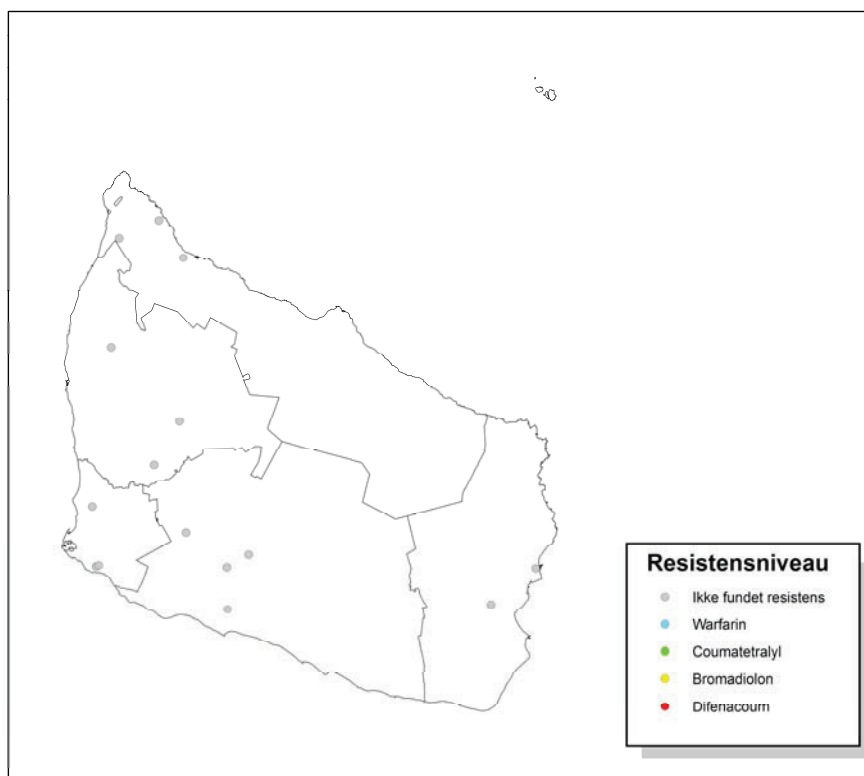 Resistensniveau
Ikke fundet resistens
Warfarin
Coumatetralyl
Bromadiolon
Difenacoum